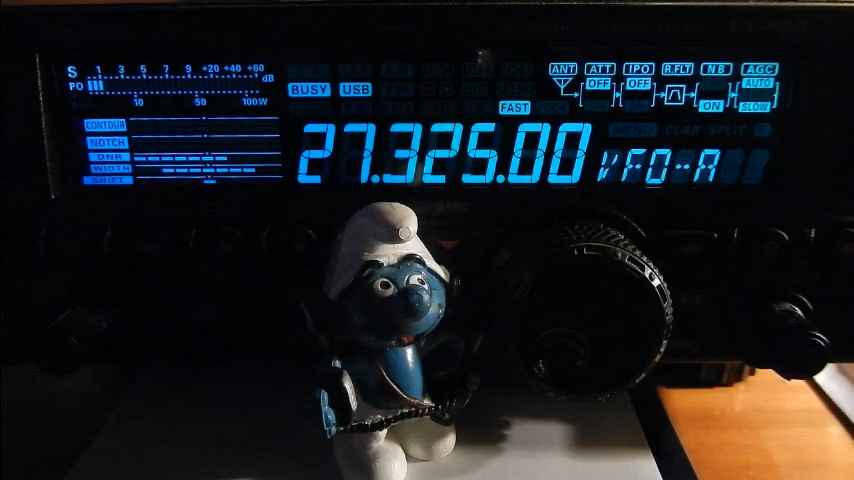 S 1 3 5 7 9 +20 +40 +60 dB
PO
10 50 100W
BUSY USB
FAST
ANT ATT IPO R.FLT NB AGC
OFF OFF AUTO
ON SLOW
CONTOUR
NOTCH
DNR
WIDTH
SHIFT
27.325.00 VFO-A
MENU CLAR SPLIT